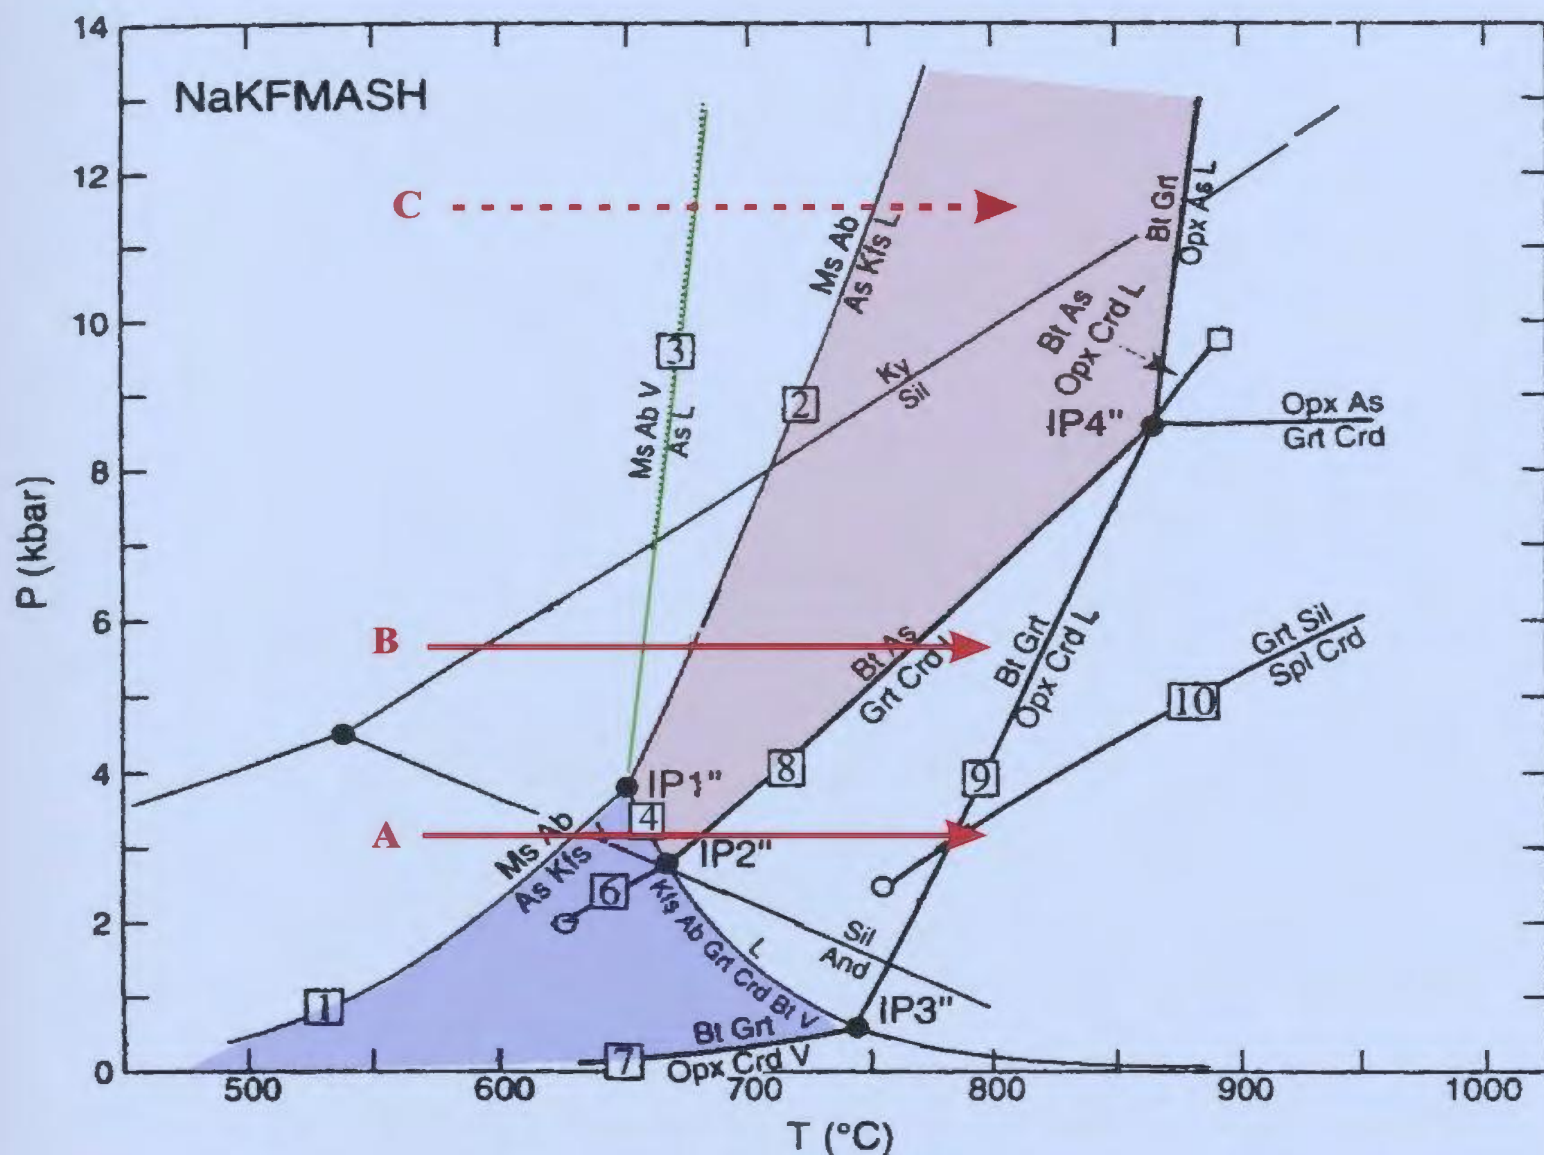 14
NaKFMASH
12
10
8
6
4
2
0
P (kbar)
500
600
700
800
900
1000
T (°C)
C
B
A
Ms Ab V
As L
3
Ms Ab
As Kfs L
2
Ky
Sil
Bt Grt
Opx As L
Bt As
Opx Crd L
IP4"
Opx As
Grt Crd
Bt As
Grt Crd L
8
Bt Grt
Opx Crd L
9
Grt Sil
Spl Crd
10
IP1"
4
Ms Ab
As Kfs L
IP2"
6
1
Kfs Ab Grt Crd Bt V
L
Sil
And
IP3"
Bt Grt
Opx Crd V
7